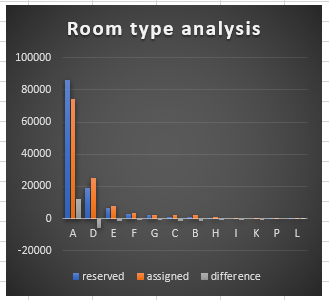 Room type analysis
100000
80000
60000
40000
20000
0
A D E F G C B H I K P L
-20000
reserved assigned difference